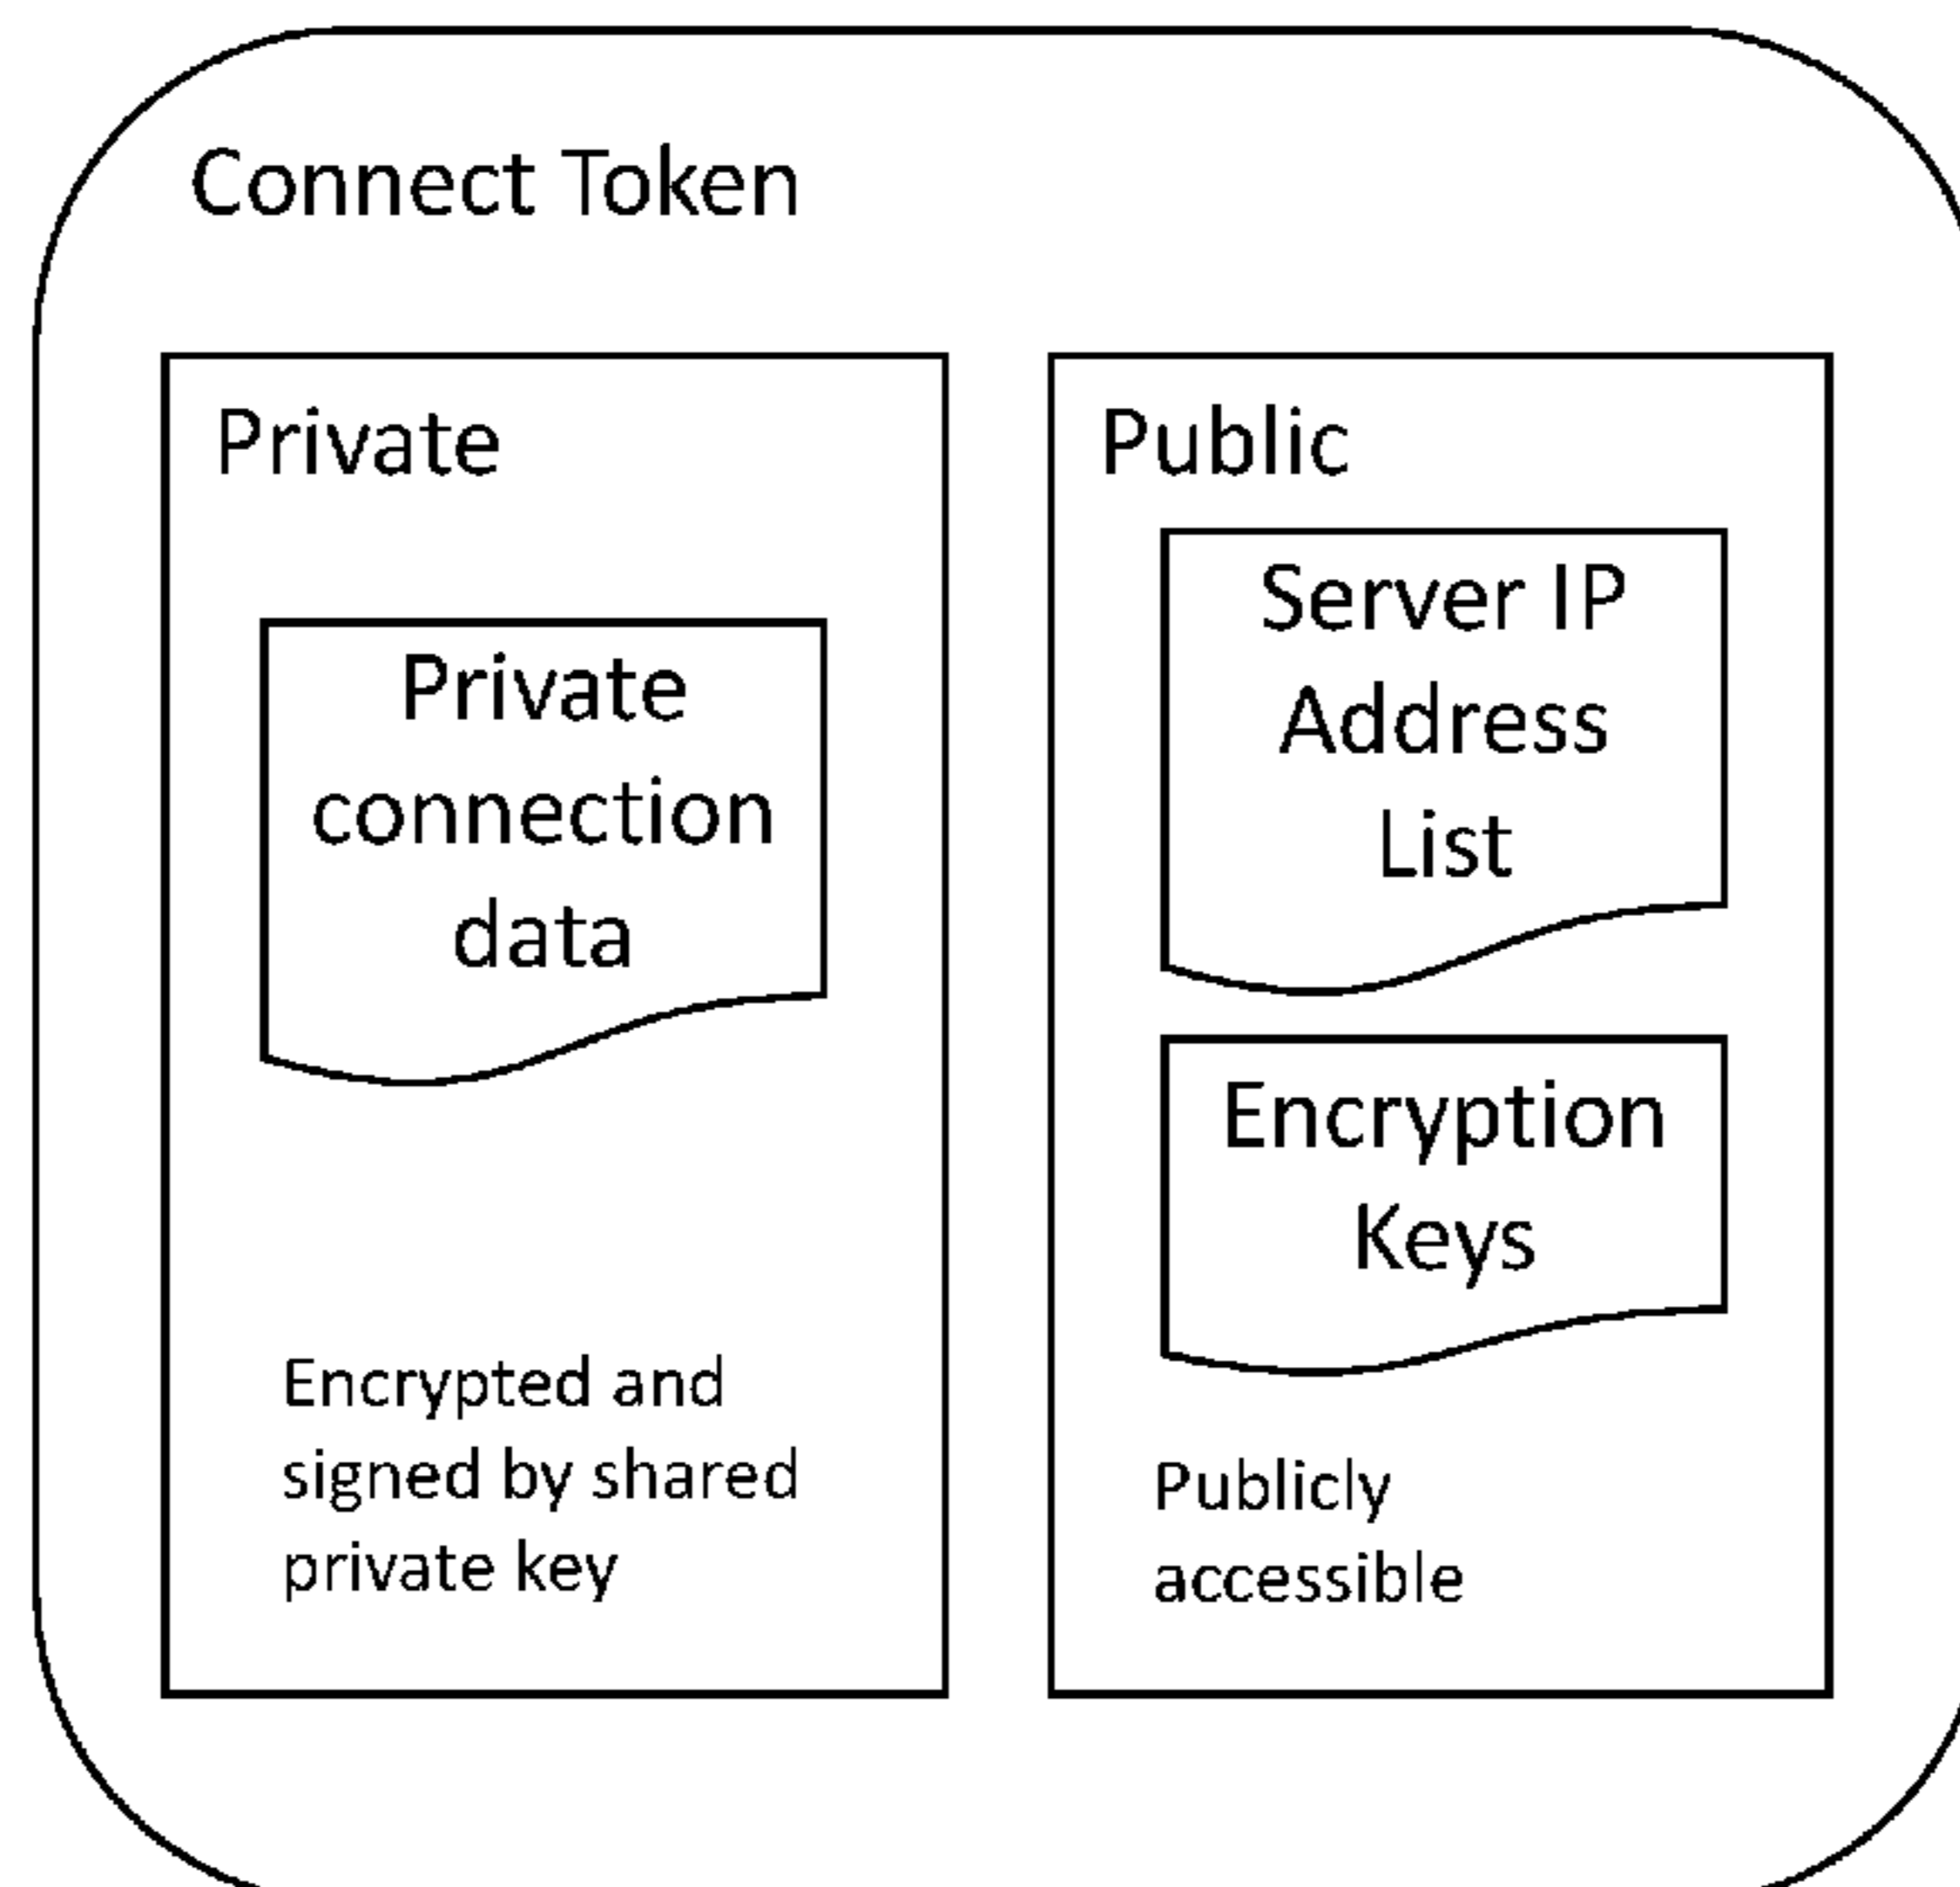 Connect Token
Private
Private
connection
data
Encrypted and
signed by shared
private key
Public
Server IP
Address
List
Encryption
Keys
Publicly
accessible